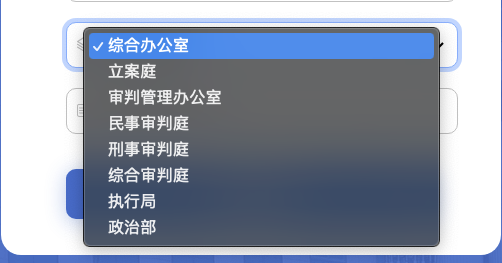 综合办公室
立案庭
审判管理办公室
民事审判庭
刑事审判庭
综合审判庭
执行局
政治部